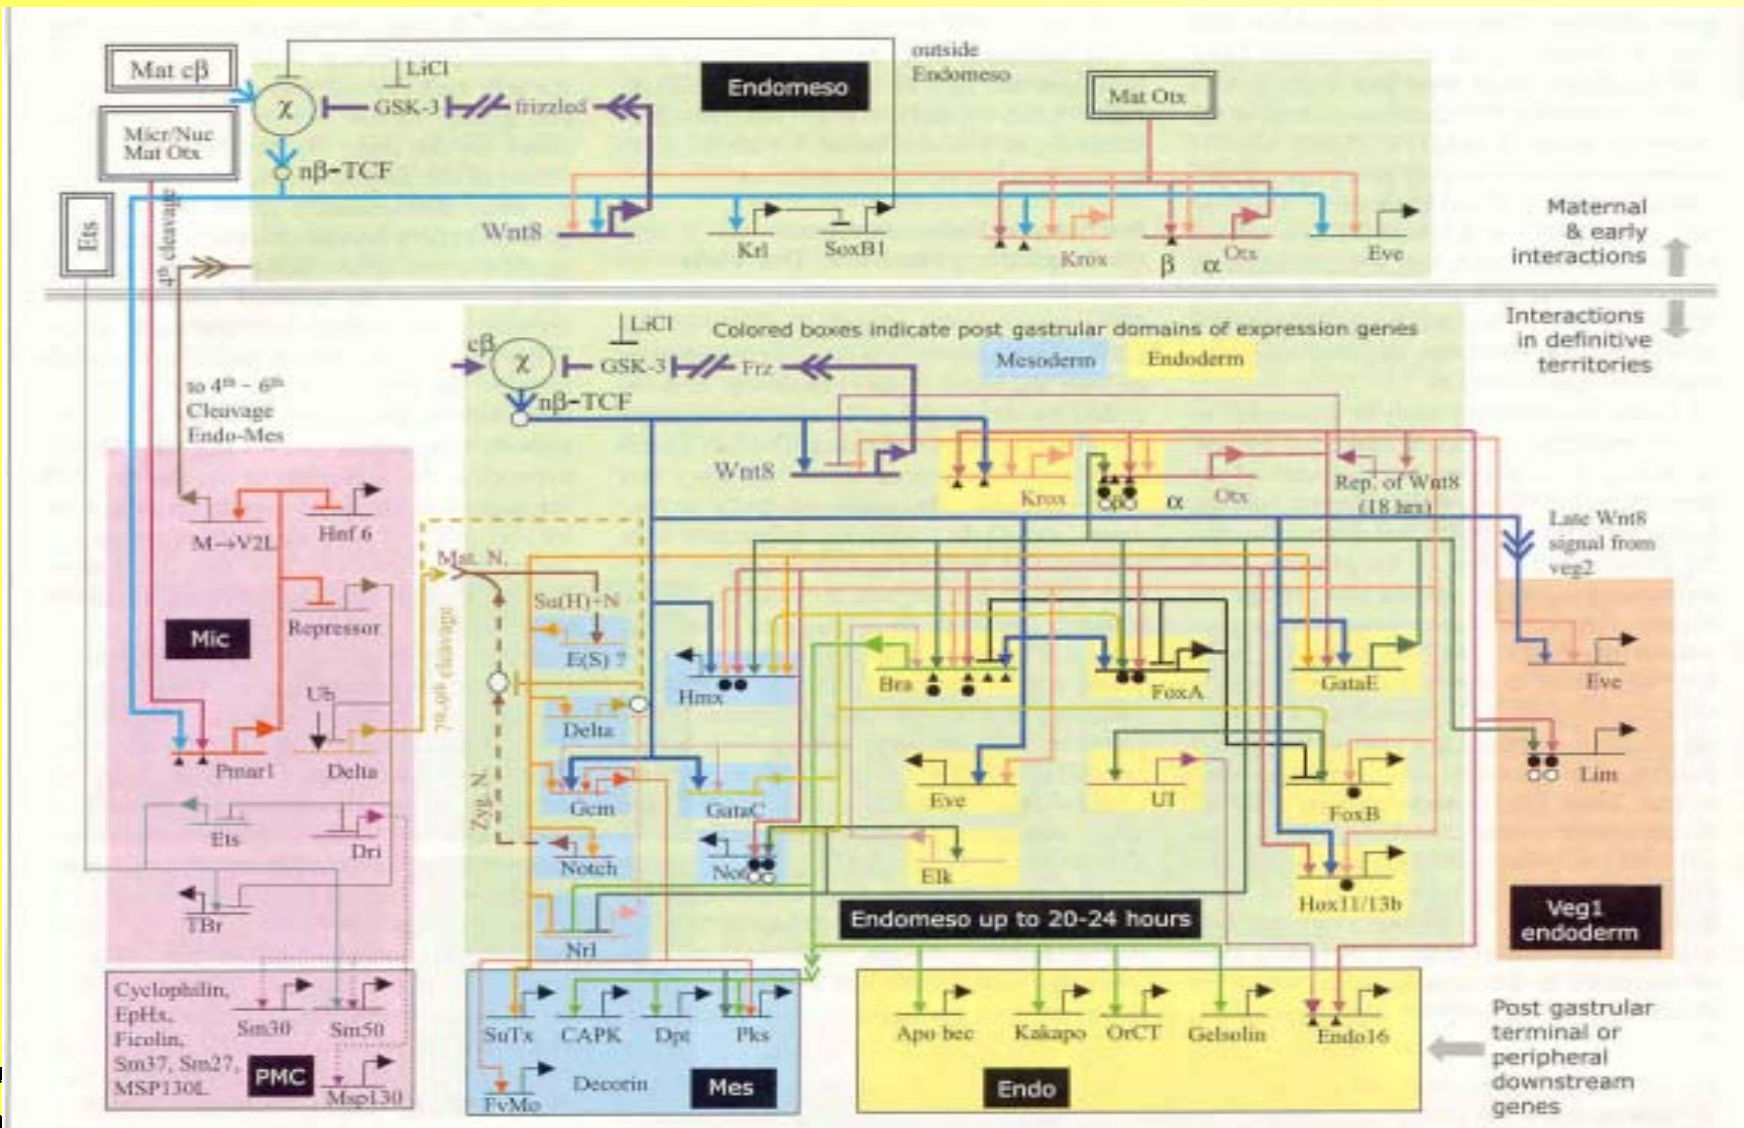 Mat cβ
LiCl
χ
GSK-3
frizzled
Endomeso
outside
Endomeso
Mat Otx
Micr/Nuc
Mat Otx
nβ-TCF
Ets
4th cleavage
Wnt8
Krl
SoxB1
Krox
β
α
Otx
Eve
Maternal
& early
interactions
Interactions
in definitive
territories
LiCl
Colored boxes indicate post gastrular domains of expression genes
cβ
χ
GSK-3
Frz
Mesoderm
Endoderm
nβ-TCF
to 4th - 6th
Cleavage
Endo-Mes
Wnt8
Krox
α
Otx
Rep. of Wnt8
(18 hrs)
Late Wnt8
signal from
veg2
M→V2L
Hnf 6
Mat. N.
Su(H)+N
E(S) ?
Repressor
Mic
Ub
Pmar1
Delta
7th-9th cleavage
Hmx
Bra
FoxA
GataE
Eve
Delta
Gcm
GataC
Eve
UI
FoxB
Lim
Zyg. N.
Ets
Dri
Notch
Not
Elk
Hox11/13b
TBr
Nrl
Endomeso up to 20-24 hours
Veg1
endoderm
Cyclophilin,
EpHx,
Ficolin,
Sm37, Sm27,
MSP130L
Sm30
Sm50
PMC
Msp130
SuTx
CAPK
Dpt
Pks
FvMo
Decorin
Mes
Apo bec
Kakapo
OrCT
Gelsolin
Endo16
Endo
Post gastrular
terminal or
peripheral
downstream
genes